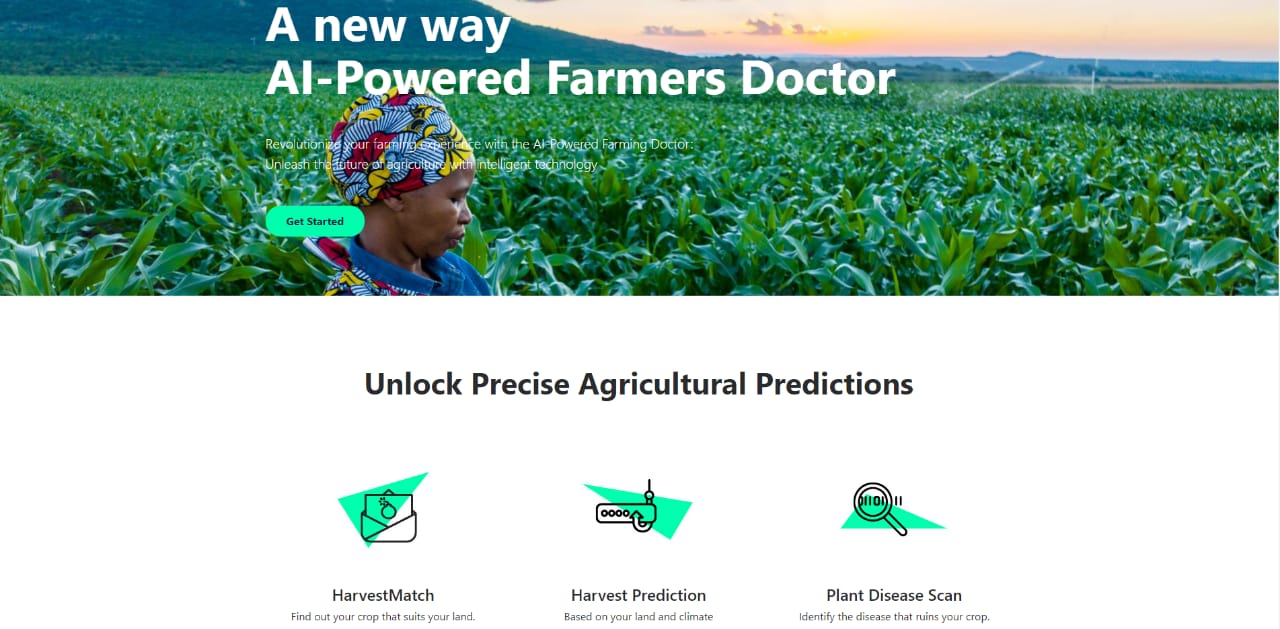 A new way
AI-Powered Farmers Doctor
Revolutionize your farming experience with the AI-Powered Farming Doctor:
Unleash the future of agriculture with intelligent technology
Get Started
Unlock Precise Agricultural Predictions
HarvestMatch
Find out your crop that suits your land.
Harvest Prediction
Based on your land and climate
Plant Disease Scan
Identify the disease that ruins your crop.